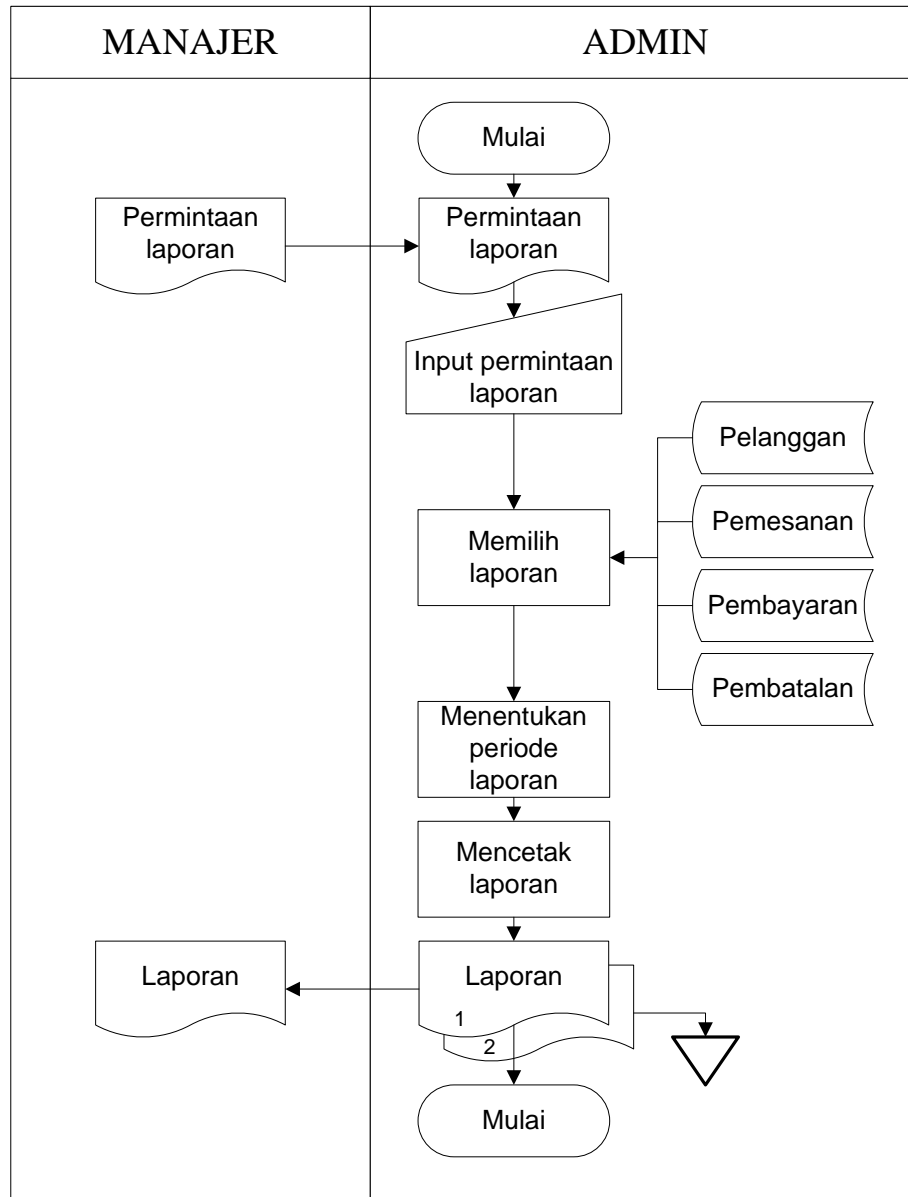 MANAJER
ADMIN
Mulai
Permintaan
laporan
Permintaan
laporan
Input permintaan
laporan
Pelanggan
Pemesanan
Memilih
laporan
Pembayaran
Pembatalan
Menentukan
periode
laporan
Mencetak
laporan
Laporan
Laporan
1
2
Mulai